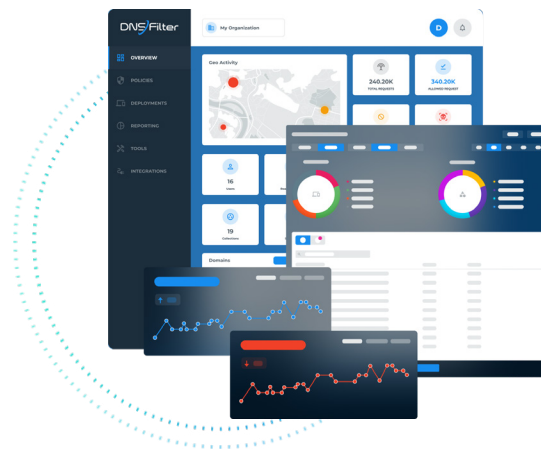 DNSFilter
My Organization
D
OVERVIEW
POLICIES
DEPLOYMENTS
REPORTING
TOOLS
INTEGRATIONS
Geo Activity
240.20K
TOTAL REQUESTS
340.20K
ALLOWED REQUEST
16
19
Collections
Domains